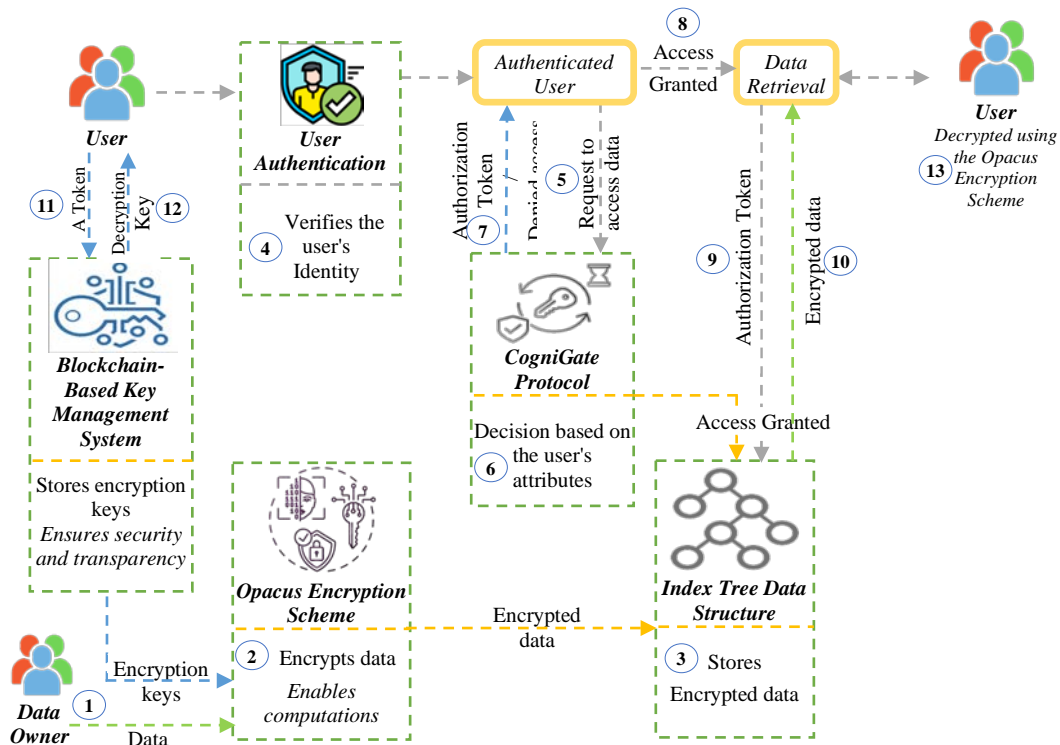 8
Access
Granted
User
User
Authentication
4
Verifies the
user's
Identity
Authenticated
User
Data
Retrieval
User
Decrypted using
the Opacus
Encryption
Scheme
13
11
A Token
Decryption
Key
12
Authorization
Token
7
Denied access
5
Request to
access data
9
Authorization Token
Encrypted data
10
Blockchain-
Based Key
Management
System
Stores encryption
keys
Ensures security
and transparency
CogniGate
Protocol
Decision based on
the user's
attributes
6
Access Granted
Opacus Encryption
Scheme
2
Encrypts data
Enables
computations
Encrypted
data
Index Tree Data
Structure
3
Stores
Encrypted data
Encryption
keys
1
Data
Owner
Data